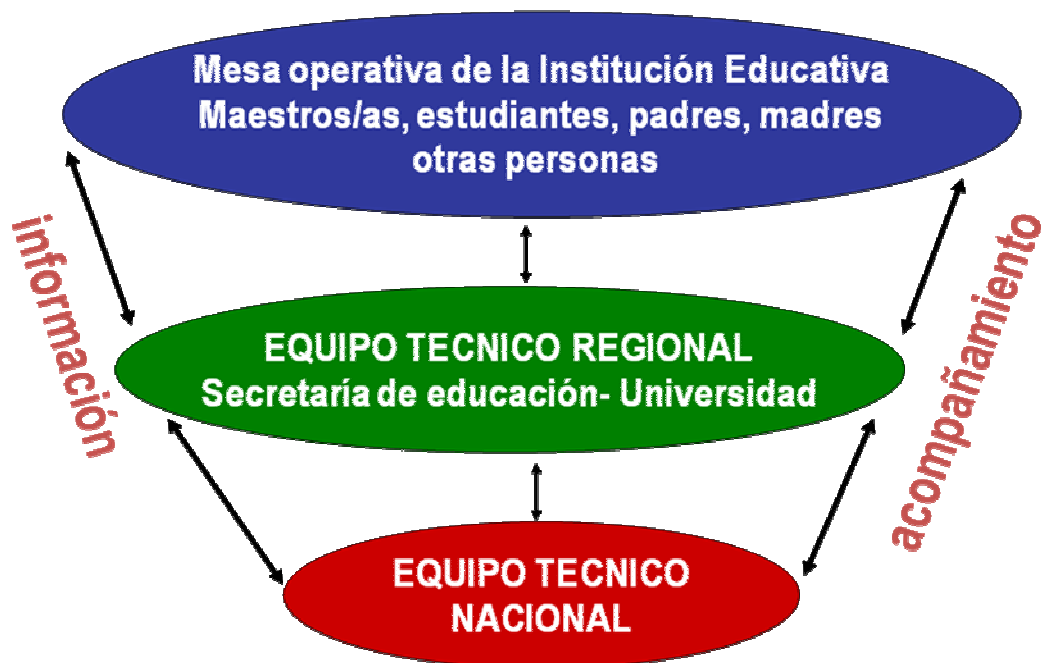 Mesa operativa de la Institución Educativa
Maestros/as, estudiantes, padres, madres
otras personas
información
acompañamiento
EQUIPO TECNICO REGIONAL
Secretaría de educación- Universidad
EQUIPO TECNICO
NACIONAL